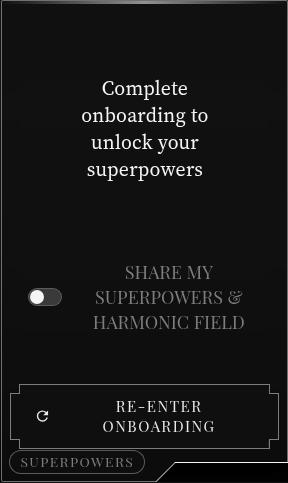 Complete
onboarding to
unlock your
superpowers
SHARE MY
SUPERPOWERS &
HARMONIC FIELD
RE-ENTER
ONBOARDING
SUPERPOWERS